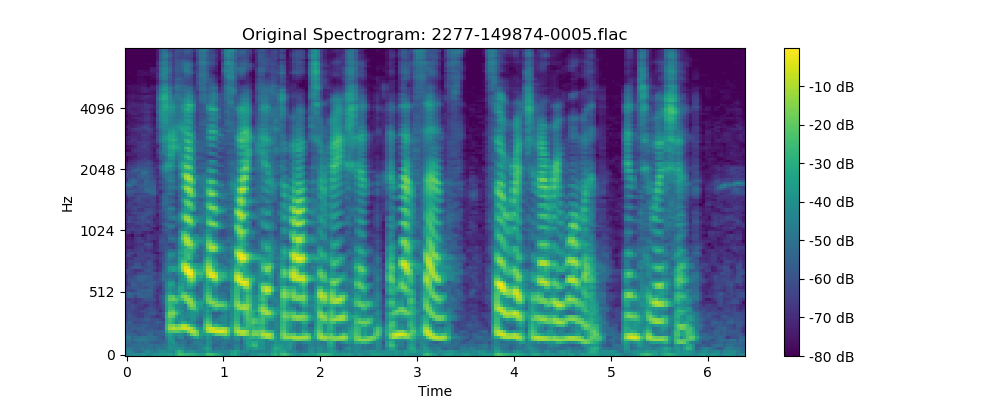 Original Spectrogram: 2277-149874-0005.flac
Hz
4096
2048
1024
512
0
0 1 2 3 4 5 6
Time
-10 dB
-20 dB
-30 dB
-40 dB
-50 dB
-60 dB
-70 dB
-80 dB